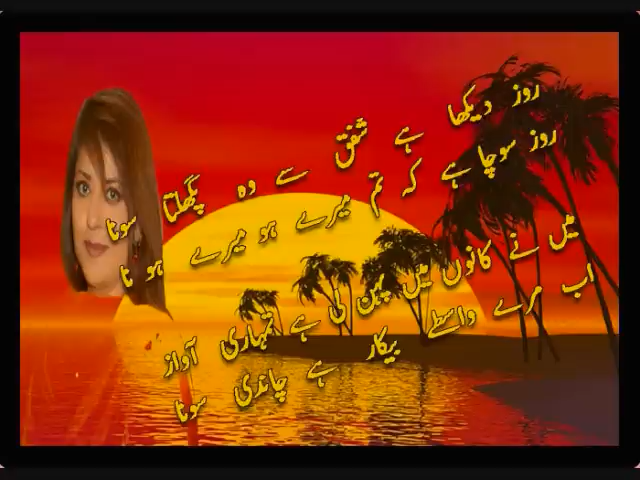 روز دیکھا ہے شفق سے وہ پگھلتا سونا
روز سوچا ہے کہ تم میرے ہو میرے ہو نا
میں نے کانوں میں پہن لی ہے تمہاری آواز
اب مرے واسطے بیکار ہے چاندی سونا